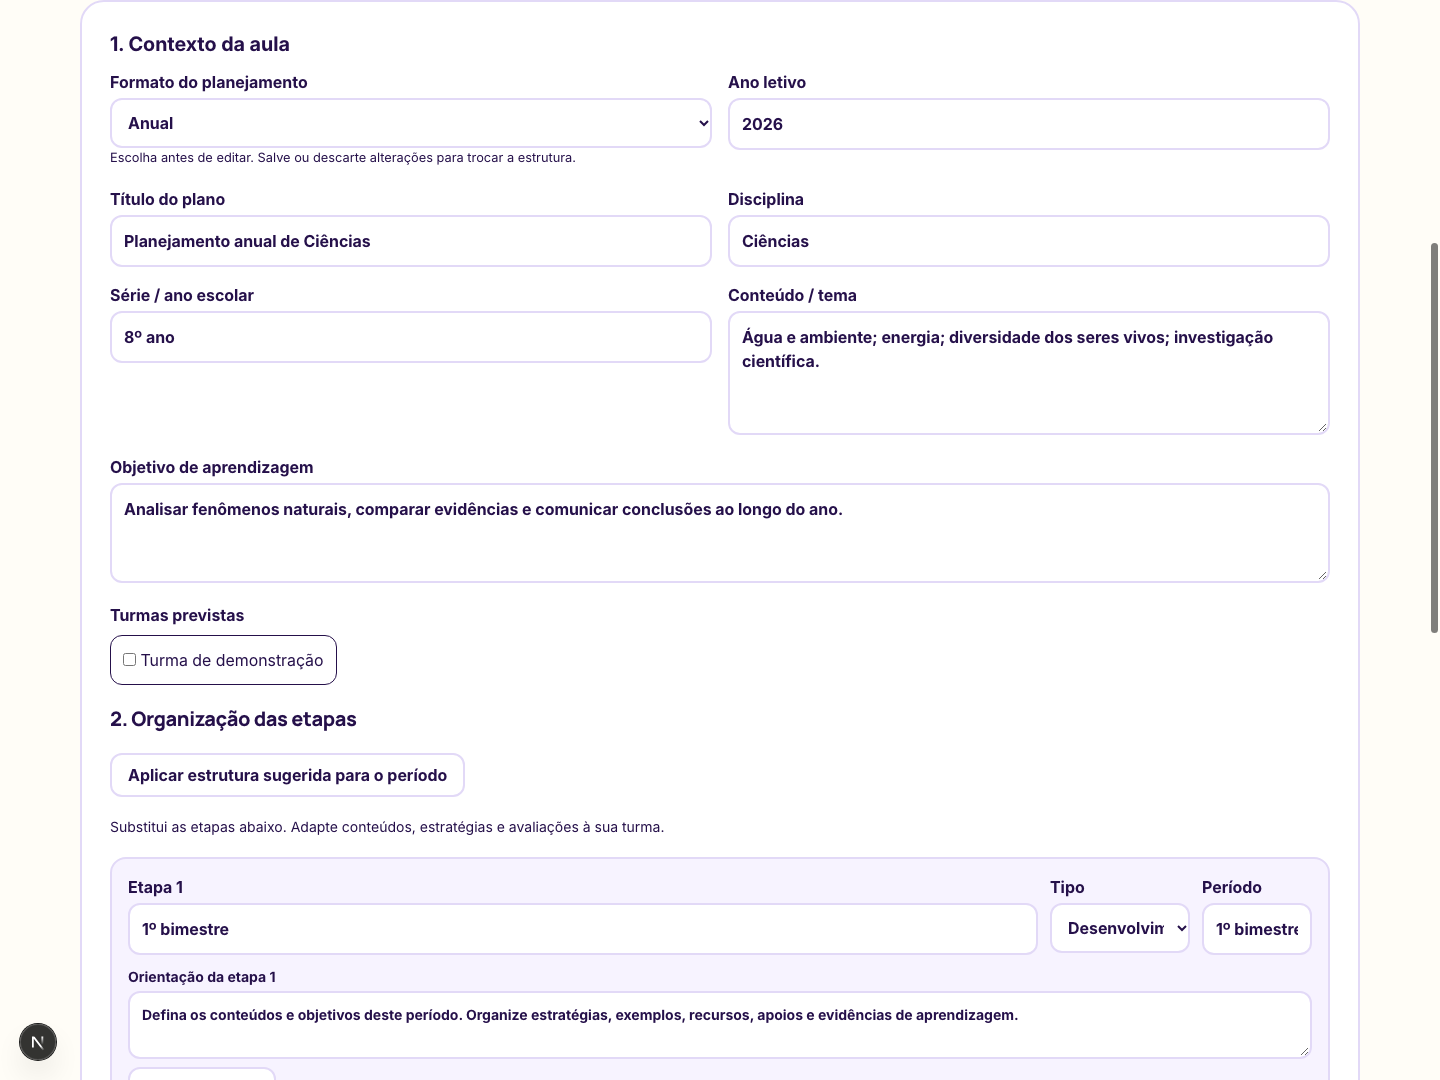 1. Contexto da aula
Formato do planejamento
Ano letivo
Anual
2026
Escolha antes de editar. Salve ou descarte alterações para trocar a estrutura.
Título do plano
Disciplina
Planejamento anual de Ciências
Ciências
Série / ano escolar
Conteúdo / tema
8º ano
Água e ambiente; energia; diversidade dos seres vivos; investigação
científica.
Objetivo de aprendizagem
Analisar fenômenos naturais, comparar evidências e comunicar conclusões ao longo do ano.
Turmas previstas
Turma de demonstração
2. Organização das etapas
Aplicar estrutura sugerida para o período
Substitui as etapas abaixo. Adapte conteúdos, estratégias e avaliações à sua turma.
Etapa 1
Tipo
Período
1º bimestre
Desenvolvim
1º bimestre
Orientação da etapa 1
Defina os conteúdos e objetivos deste período. Organize estratégias, exemplos, recursos, apoios e evidências de aprendizagem.
N